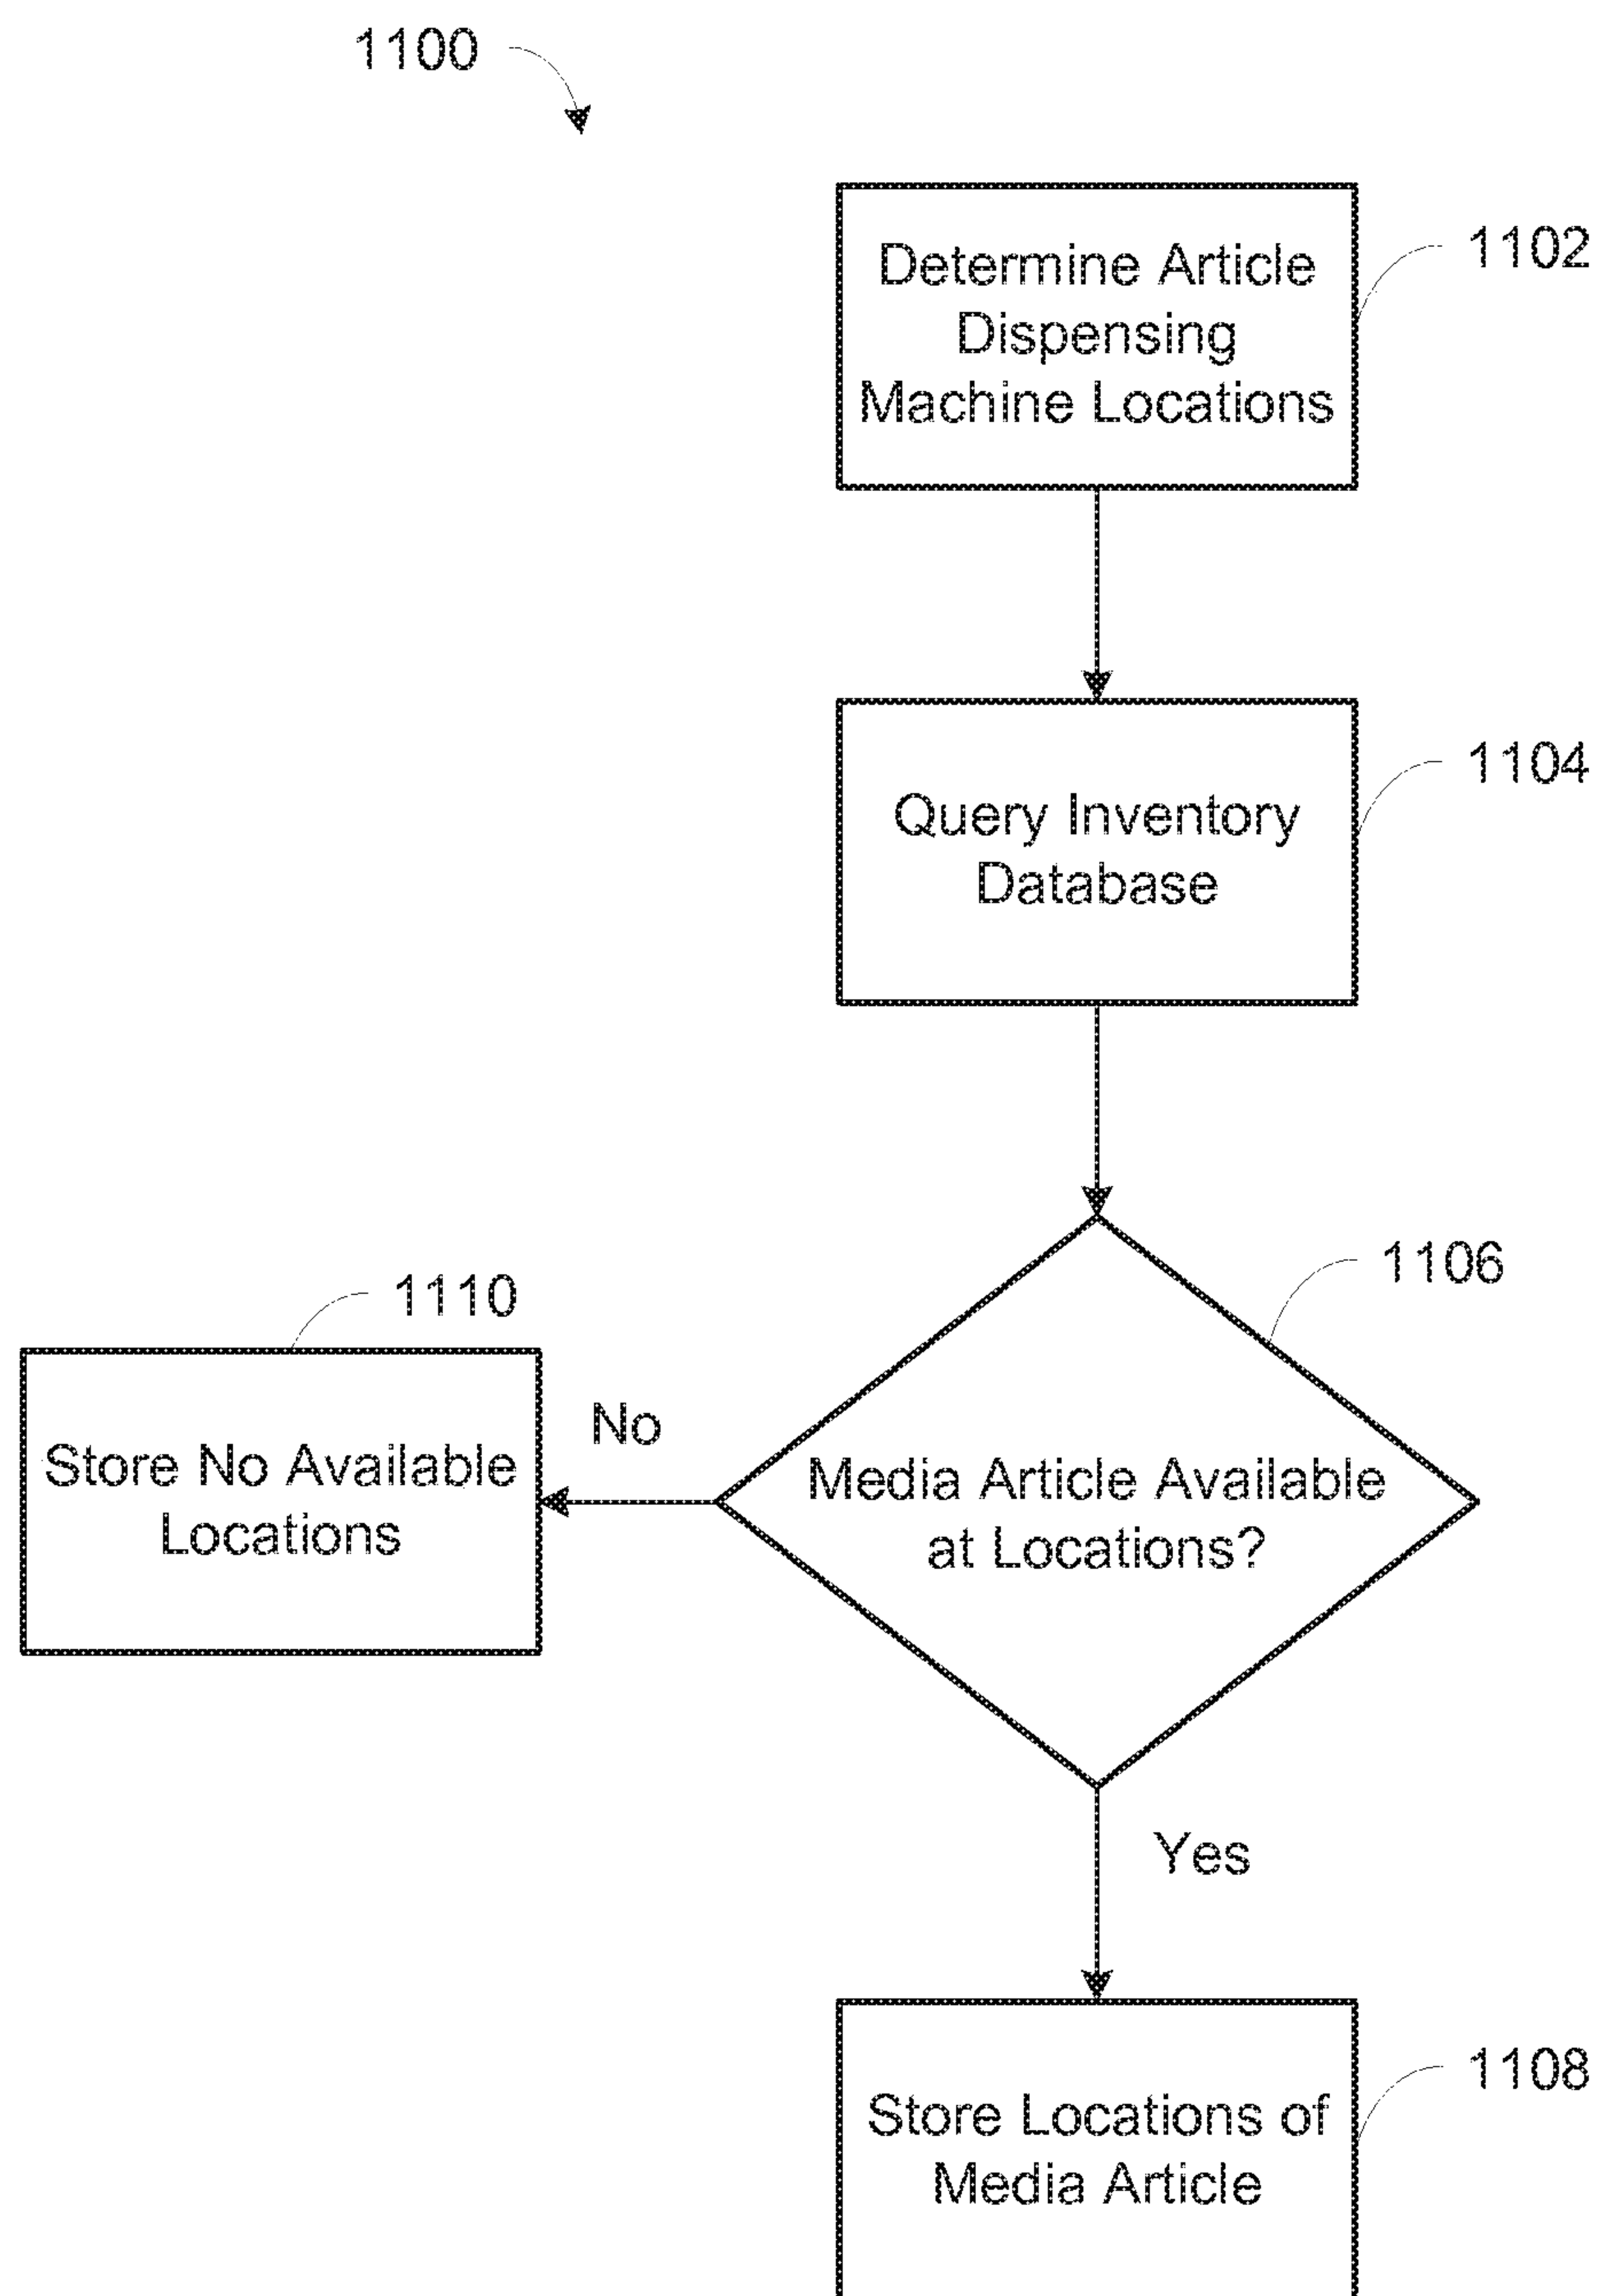 1100
Determine Article
Dispensing
Machine Locations
1102
Query Inventory
Database
1104
1106
1110
Media Article Available
at Locations?
No
Store No Available
Locations
Yes
Store Locations of
Media Article
1108